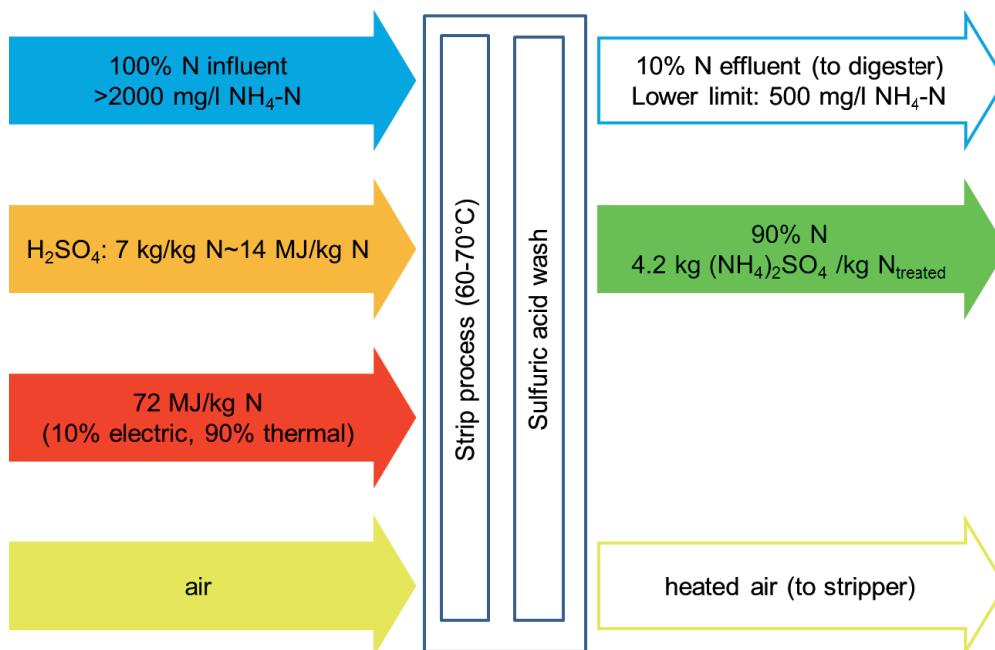 100% N influent
>2000 mg/l NH₄-N
10% N effluent (to digester)
Lower limit: 500 mg/l NH₄-N
H₂SO₄: 7 kg/kg N~14 MJ/kg N
90% N
4.2 kg (NH₄)₂SO₄ /kg Ntreated
72 MJ/kg N
(10% electric, 90% thermal)
Strip process (60-70°C)
Sulfuric acid wash
air
heated air (to stripper)